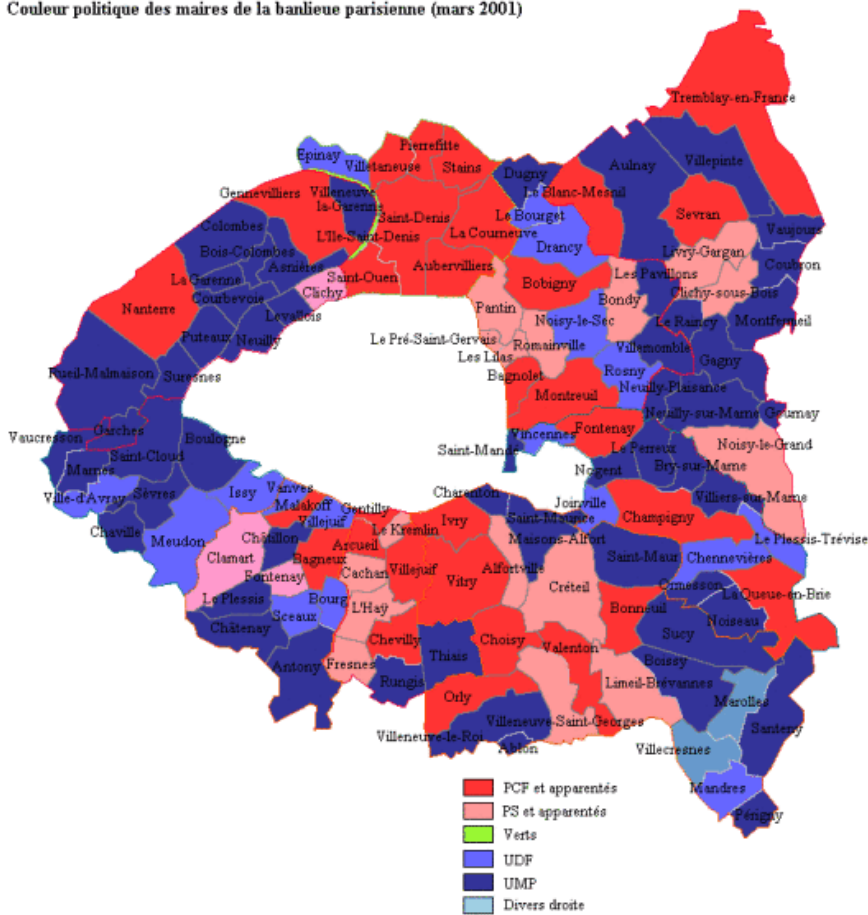 Couleur politique des maires de la banlieue parisienne (mars 2001)
Tremblay-en-France
Pierrefitte
Epinay
Villetaneuse
Stains
Dugny
Aulnay
Villepinte
Gennevilliers
Villeneuve
la-Garenne
Le Blanc-Mesnil
Saint-Denis
Le Bourget
Sevran
Colombes
L'Ile-Saint-Denis
La Courneuve
Vaujours
Bois-Colombes
Drancy
Livry-Gargan
Asnières
Aubervilliers
Les Pavillons
Coubron
La Garenne
Saint-Ouen
Bobigny
Clichy
Clichy-sous-Bois
Courbevoie
Bondy
Nanterre
Pantin
Levallois
Noisy-le-Sec
Le Raincy
Montfermeil
Puteaux
Neuilly
Le Pré-Saint-Gervais
Romainville
Villemomble
Les Lilas
Gagny
Rueil-Malmaison
Suresnes
Bagnolet
Rosny
Neuilly-Plaisance
Montreuil
Neuilly-sur-Marne
Gournay
Garches
Vaucresson
Boulogne
Vincennes
Fontenay
Noisy-le-Grand
Saint-Cloud
Saint-Mandé
Le Perreux
Marnes
Nogent
Bry-sur-Marne
Ville-d'Avray
Sèvres
Issy
Vanves
Charenton
Joinville
Villiers-sur-Marne
Malakoff
Gentilly
Saint-Maurice
Champigny
Chaville
Villejuif
Ivry
Meudon
Châtillon
Le Kremlin
Maisons-Alfort
Le Plessis-Trévise
Clamart
Bagneux
Arcueil
Saint-Maur
Chennevières
Fontenay
Cachan
Villejuif
Vitry
Alfortville
Créteil
Ormesson
La Queue-en-Brie
Le Plessis
Bourg
L'Haÿ
Bonneuil
Sceaux
Noiseau
Châtenay
Chevilly
Choisy
Valenton
Sucy
Antony
Fresnes
Thiais
Boissy
Rungis
Limeil-Brévannes
Orly
Marolles
Villeneuve-Saint-Georges
Santeny
Villeneuve-le-Roi
Ablon
Villecresnes
Mandres
Périgny
PCF et apparentés
PS et apparentés
Verts
UDF
UMP
Divers droite